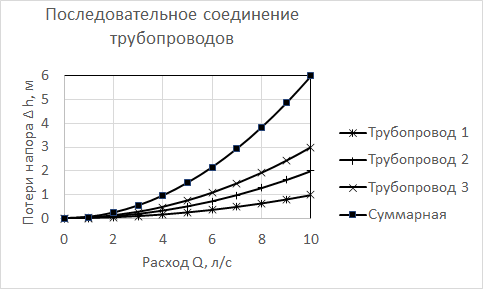 Последовательное соединение
трубопроводов
Потери напора Δ h, м
6
5
4
3
2
1
0
0 2 4 6 8 10
Расход Q, л/с
Трубопровод 1
Трубопровод 2
Трубопровод 3
Суммарная